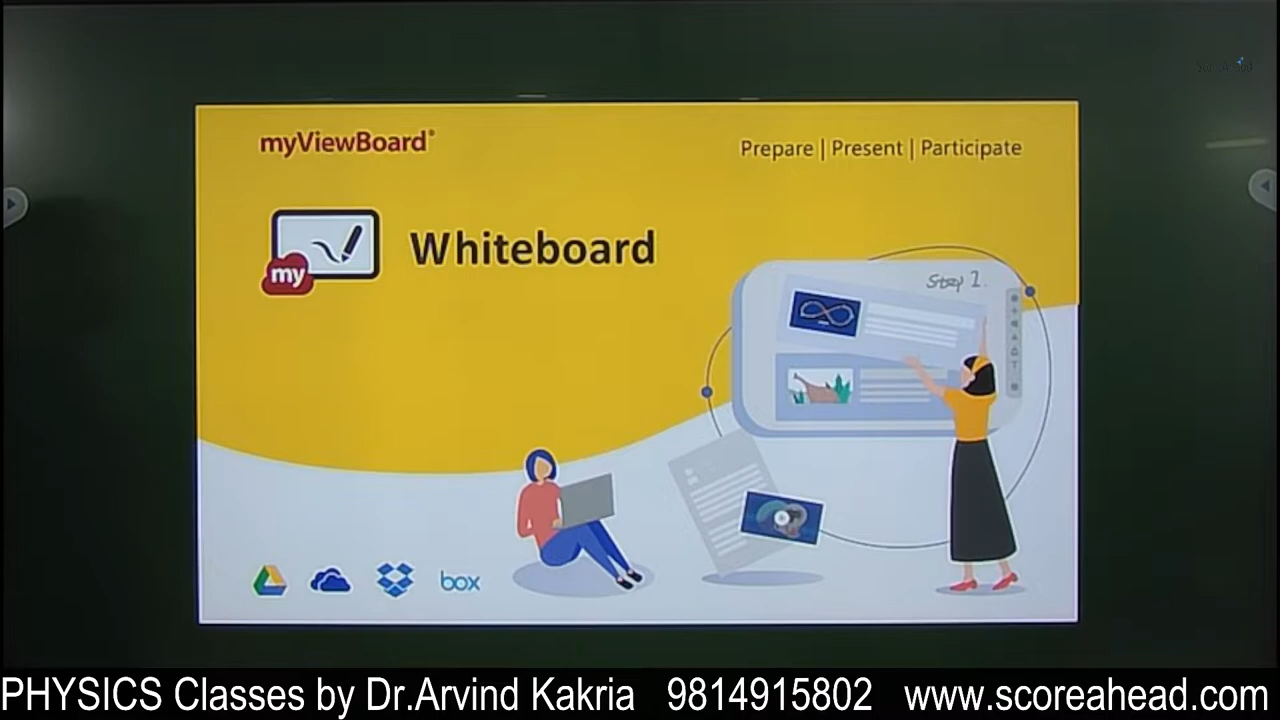 myViewBoard®
Prepare | Present | Participate
my
Whiteboard
Step 1.
box
PHYSICS Classes by Dr.Arvind Kakria 9814915802 www.scoreahead.com